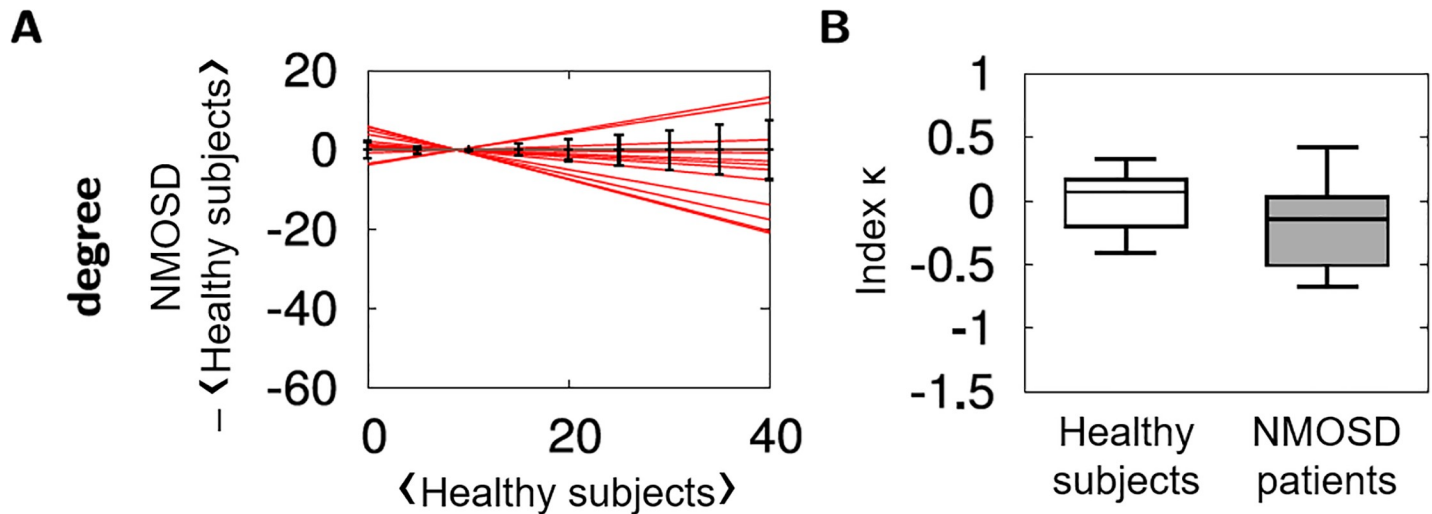 A
degree
NMOSD
– ❬Healthy subjects❭
20
0
-20
-40
-60
0
20
40
❬Healthy subjects❭
B
Index κ
1
0.5
0
-0.5
-1
-1.5
Healthy
subjects
NMOSD
patients